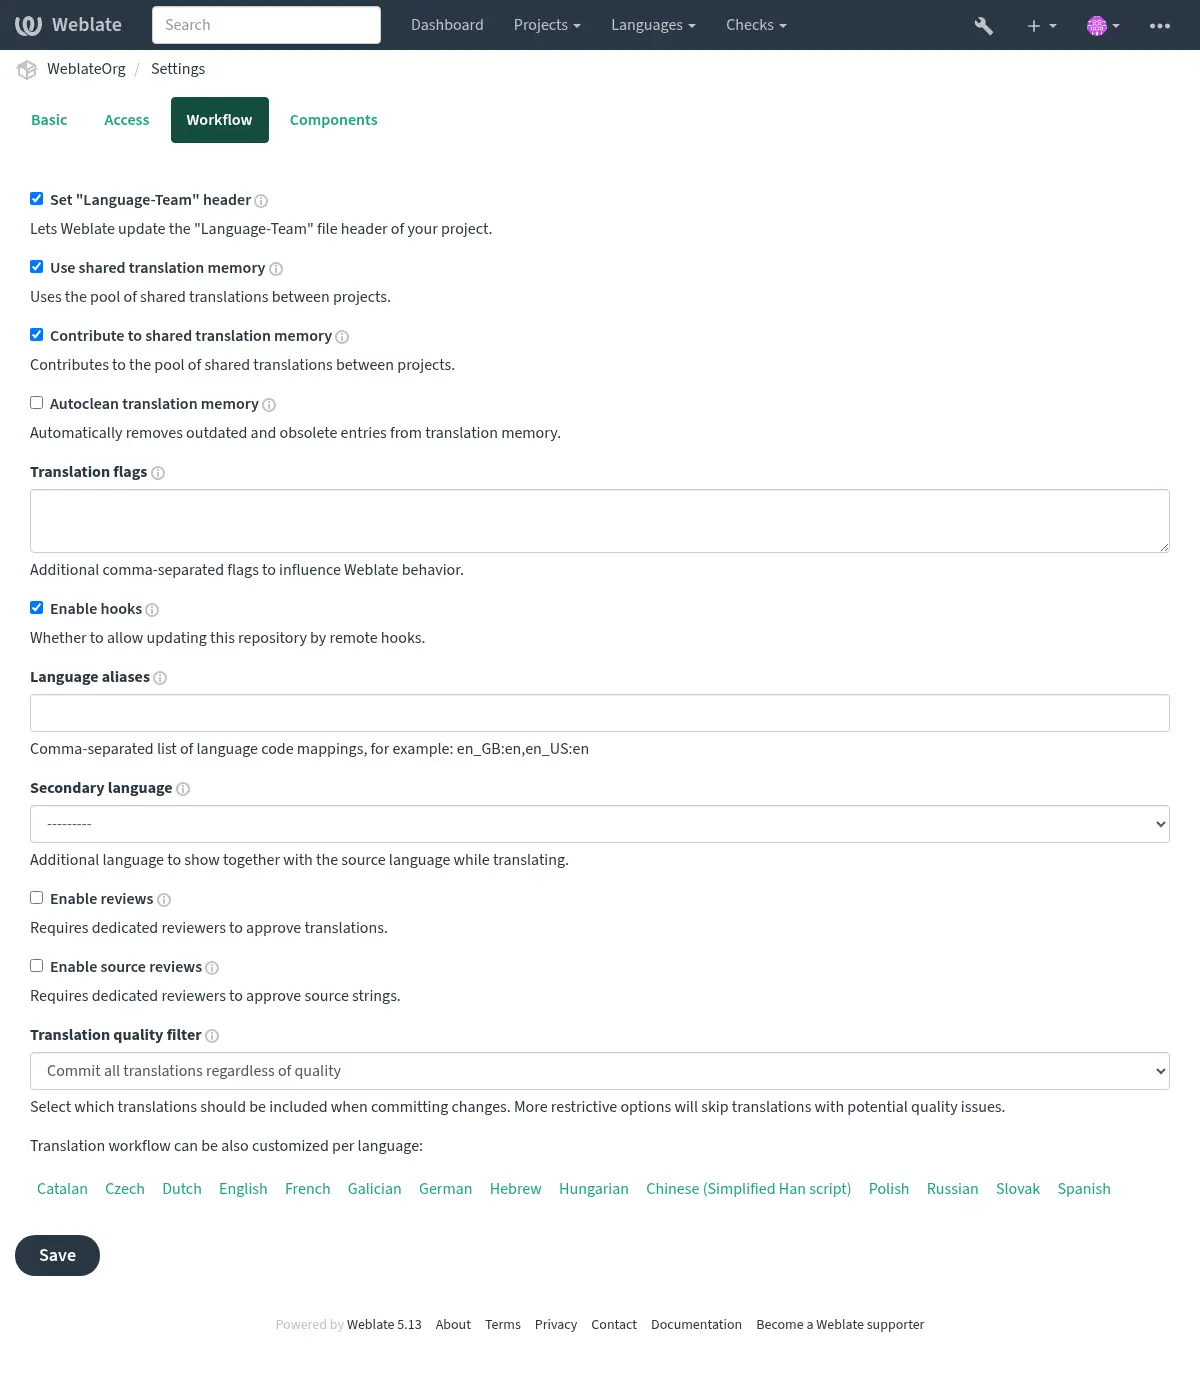 Weblate Search Dashboard Projects Languages Checks
WeblateOrg / Settings
Basic Access Workflow Components
Set "Language-Team" header
Lets Weblate update the "Language-Team" file header of your project.
Use shared translation memory
Uses the pool of shared translations between projects.
Contribute to shared translation memory
Contributes to the pool of shared translations between projects.
Autoclean translation memory
Automatically removes outdated and obsolete entries from translation memory.
Translation flags
Additional comma-separated flags to influence Weblate behavior.
Enable hooks
Whether to allow updating this repository by remote hooks.
Language aliases
Comma-separated list of language code mappings, for example: en_GB:en,en_US:en
Secondary language
---------
Additional language to show together with the source language while translating.
Enable reviews
Requires dedicated reviewers to approve translations.
Enable source reviews
Requires dedicated reviewers to approve source strings.
Translation quality filter
Commit all translations regardless of quality
Select which translations should be included when committing changes. More restrictive options will skip translations with potential quality issues.
Translation workflow can be also customized per language:
Catalan Czech Dutch English French Galician German Hebrew Hungarian Chinese (Simplified Han script) Polish Russian Slovak Spanish
Save
Powered by Weblate 5.13 About Terms Privacy Contact Documentation Become a Weblate supporter